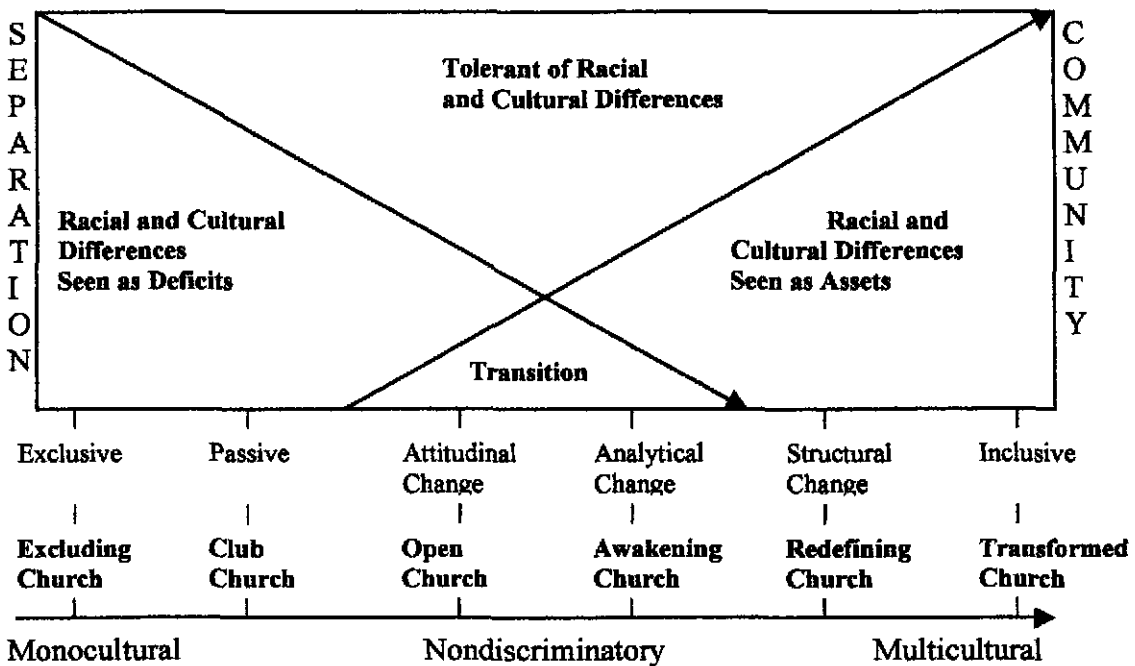 SEPARATION
Tolerant of Racial
and Cultural Differences
COMMUNITY
Racial and Cultural
Differences
Seen as Deficits
Racial and
Cultural Differences
Seen as Assets
Transition
Exclusive Passive Attitudinal Change Analytical Change Structural Change Inclusive
Excluding Church Club Church Open Church Awakening Church Redefining Church Transformed Church
Monocultural Nondiscriminatory Multicultural